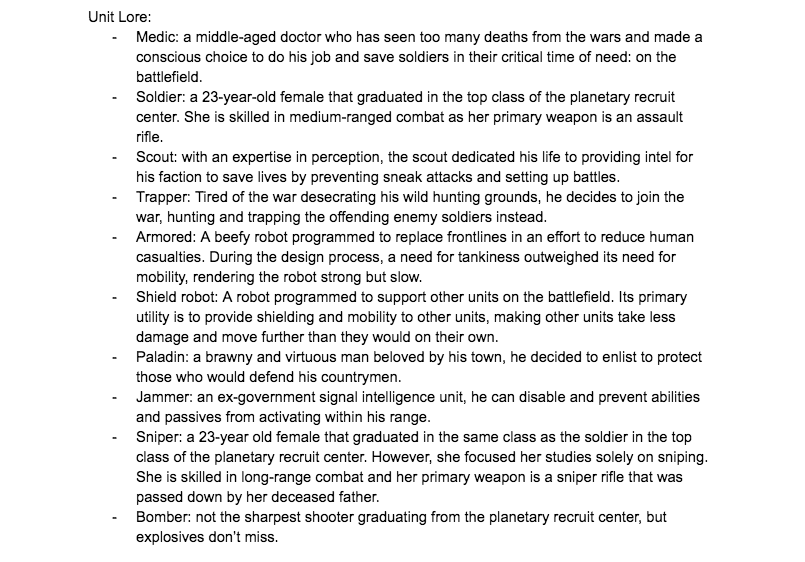 Unit Lore:
- Medic: a middle-aged doctor who has seen too many deaths from the wars and made a
conscious choice to do his job and save soldiers in their critical time of need: on the
battlefield.
- Soldier: a 23-year-old female that graduated in the top class of the planetary recruit
center. She is skilled in medium-ranged combat as her primary weapon is an assault
rifle.
- Scout: with an expertise in perception, the scout dedicated his life to providing intel for
his faction to save lives by preventing sneak attacks and setting up battles.
- Trapper: Tired of the war desecrating his wild hunting grounds, he decides to join the
war, hunting and trapping the offending enemy soldiers instead.
- Armored: A beefy robot programmed to replace frontlines in an effort to reduce human
casualties. During the design process, a need for tankiness outweighed its need for
mobility, rendering the robot strong but slow.
- Shield robot: A robot programmed to support other units on the battlefield. Its primary
utility is to provide shielding and mobility to other units, making other units take less
damage and move further than they would on their own.
- Paladin: a brawny and virtuous man beloved by his town, he decided to enlist to protect
those who would defend his countrymen.
- Jammer: an ex-government signal intelligence unit, he can disable and prevent abilities
and passives from activating within his range.
- Sniper: a 23-year old female that graduated in the same class as the soldier in the top
class of the planetary recruit center. However, she focused her studies solely on sniping.
She is skilled in long-range combat and her primary weapon is a sniper rifle that was
passed down by her deceased father.
- Bomber: not the sharpest shooter graduating from the planetary recruit center, but
explosives don't miss.